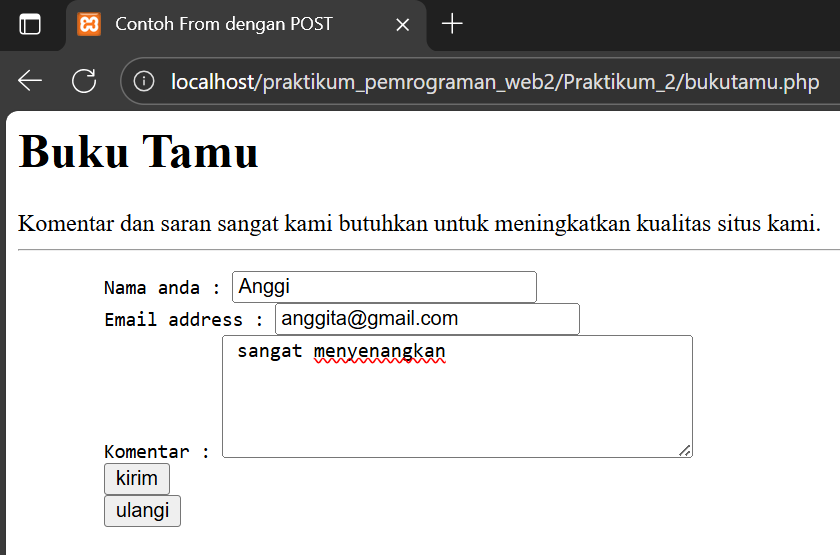 Contoh From dengan POST
localhost/praktikum_pemrograman_web2/Praktikum_2/bukutamu.php
Buku Tamu
Komentar dan saran sangat kami butuhkan untuk meningkatkan kualitas situs kami.
Nama anda : Anggi
Email address : anggita@gmail.com
sangat menyenangkan
Komentar :
kirim
ulangi